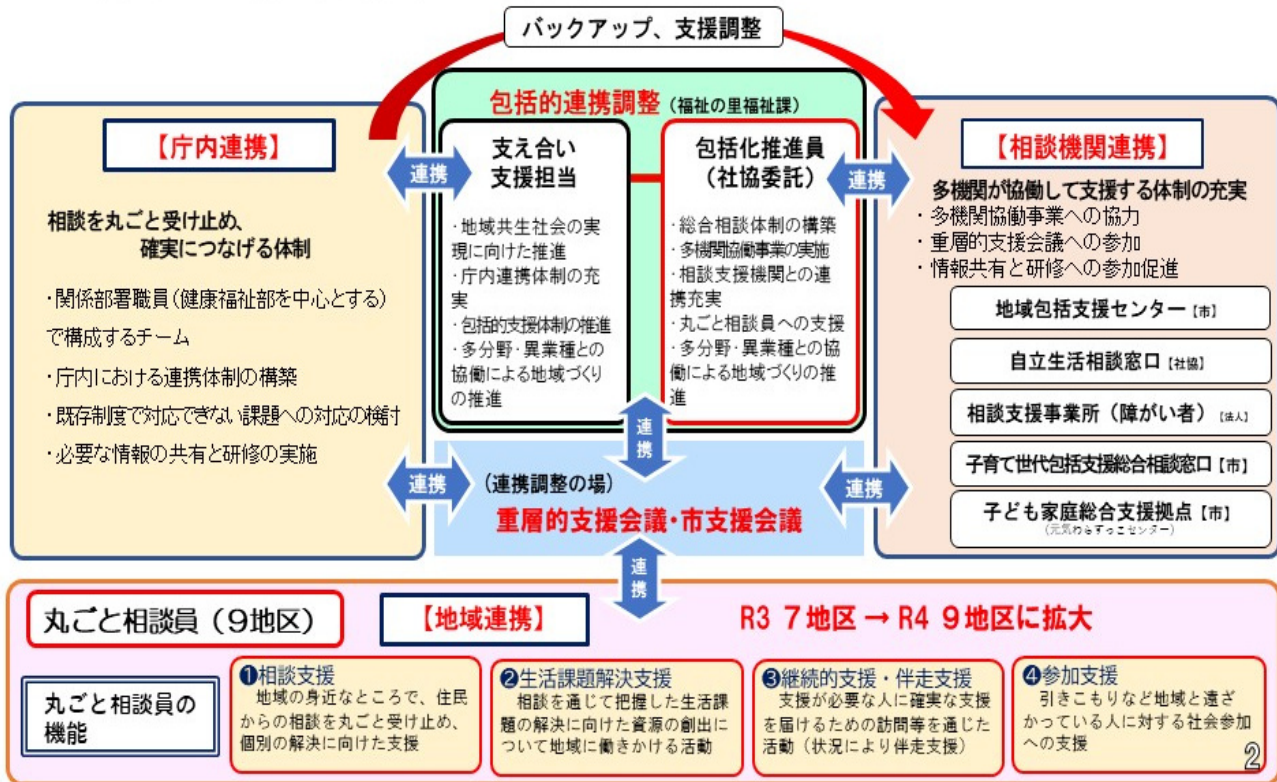 バックアップ、支援調整
包括的連携調整(福祉の里福祉課)
【庁内連携】
相談を丸ごと受け止め、
確実につなげる体制
・関係部署職員(健康福祉部を中心とする)
で構成するチーム
・庁内における連携体制の構築
・既存制度で対応できない課題への対応の検討
・必要な情報の共有と研修の実施
連携
支え合い
支援担当
・地域共生社会の実
現に向けた推進
・庁内連携体制の充
実
・包括的支援体制の推進
・多分野・異業種との
協働による地域づくり
の推進
包括化推進員
(社協委託)
・総合相談体制の構築
・多機関協働事業の実施
・相談支援機関との連
携充実
・丸ごと相談員への支援
・多分野・異業種との協
働による地域づくりの推
進
連携
【相談機関連携】
多機関が協働して支援する体制の充実
・多機関協働事業への協力
・重層的支援会議への参加
・情報共有と研修への参加促進
地域包括支援センター【市】
自立生活相談窓口【社協】
相談支援事業所(障がい者)【法人】
子育て世代包括支援総合相談窓口【市】
子ども家庭総合支援拠点【市】
(元気わらすっこセンター)
連携
連携
(連携調整の場)
重層的支援会議・市支援会議
連携
連携
丸ごと相談員(9地区)
【地域連携】
R3 7地区→R4 9地区に拡大
丸ごと相談員の
機能
❶相談支援
地域の身近なところで、住民
からの相談を丸ごと受け止め、
個別の解決に向けた支援
❷生活課題解決支援
相談を通じて把握した生活課
題の解決に向けた資源の創出に
ついて地域に働きかける活動
❸継続的支援・伴走支援
支援が必要な人に確実な支援
を届けるための訪問等を通じた
活動(状況により伴走支援)
❹参加支援
引きこもりなど地域と遠ざ
かっている人に対する社会参加
への支援
2